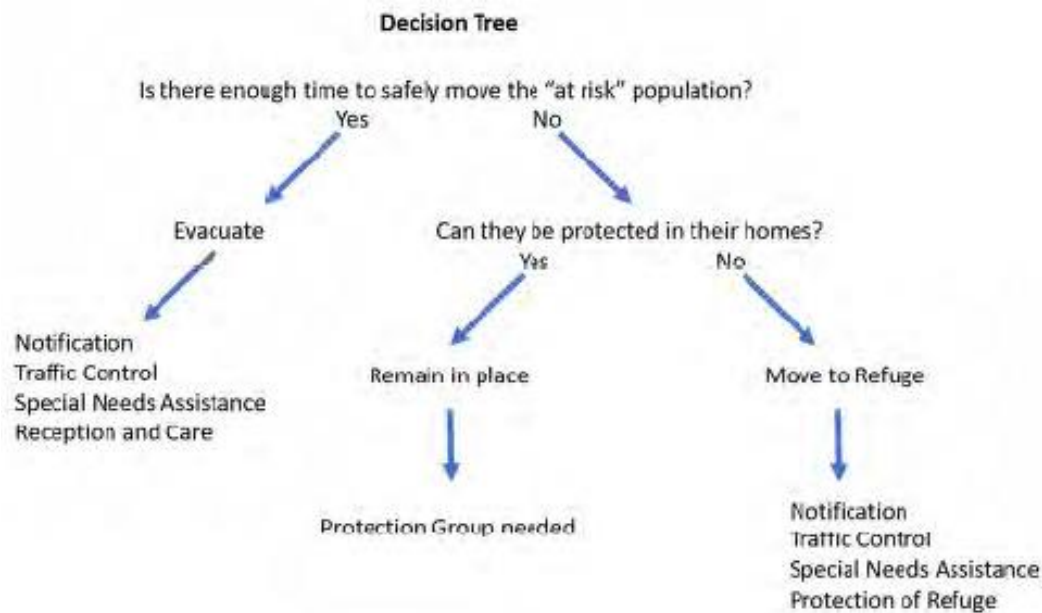 Decision Tree
Is there enough time to safely move the "at risk" population?
Yes No
Evacuate
Can they be protected in their homes?
Yes No
Notification
Traffic Control
Special Needs Assistance
Reception and Care
Remain in place
Move to Refuge
Protection Group needed
Notification
Traffic Control
Special Needs Assistance
Protection of Refuge